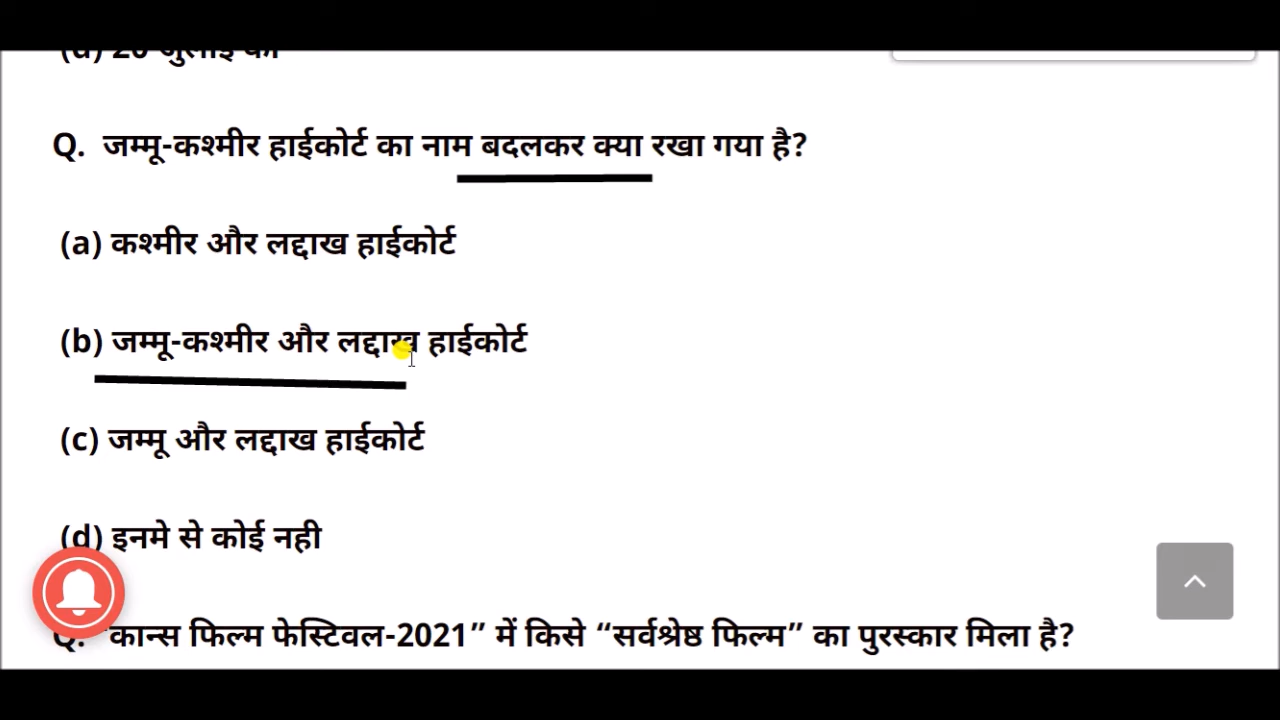 (d) 20 जुलाई को
Q. जम्मू-कश्मीर हाईकोर्ट का नाम बदलकर क्या रखा गया है?
(a) कश्मीर और लद्दाख हाईकोर्ट
(b) जम्मू-कश्मीर और लद्दाख हाईकोर्ट
(c) जम्मू और लद्दाख हाईकोर्ट
(d) इनमे से कोई नही
Q. “कान्स फिल्म फेस्टिवल-2021” में किसे “सर्वश्रेष्ठ फिल्म” का पुरस्कार मिला है?